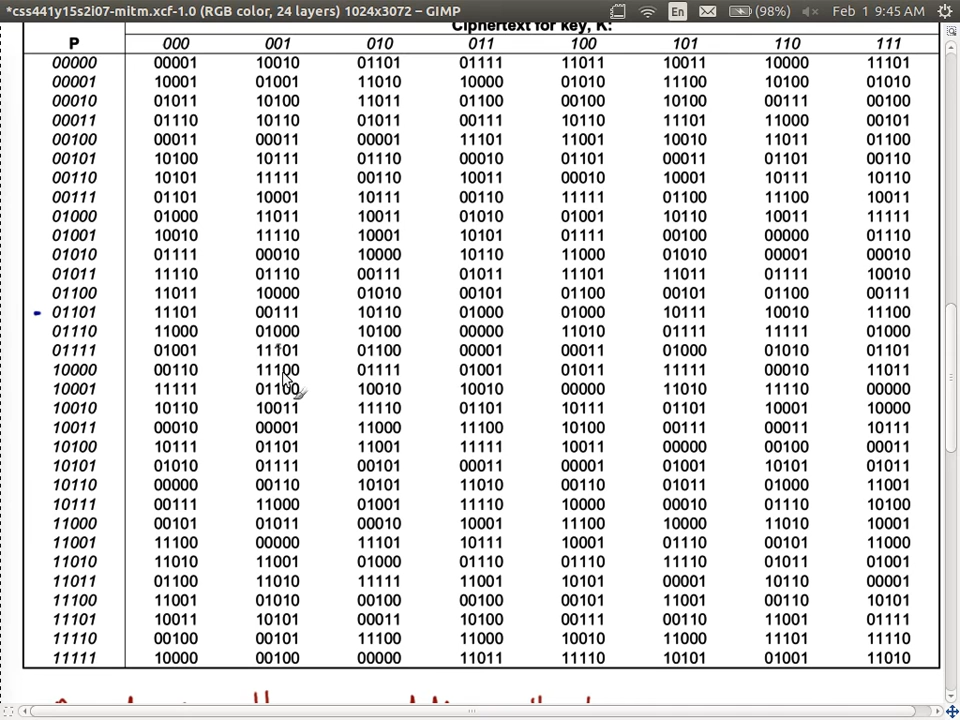 *css441y15s2i07-mitm.xcf-1.0 (RGB color, 24 layers) 1024x3072 – GIMP En (98%) Feb 1 9:45 AM
Ciphertext for key, K:
P 000 001 010 011 100 101 110 111
00000 00001 10010 01101 01111 11011 10011 10000 11101
00001 10001 01001 11010 10000 01010 11100 10100 01010
00010 01011 10100 11011 01100 00100 10100 00111 00100
00011 01110 10110 01011 00111 10110 11101 11000 00101
00100 00011 00011 00001 11101 11001 10010 11011 01100
00101 10100 10111 01110 00010 01101 00011 01101 00110
00110 10101 11111 00110 10011 00010 10001 10111 10110
00111 01101 10001 10111 00110 11111 01100 11100 10011
01000 01000 11011 10011 01010 01001 10110 10011 11111
01001 10010 11110 10001 10101 01111 00100 00000 01110
01010 01111 00010 10000 10110 11000 01010 00001 00010
01011 11110 01110 00111 01011 11101 11011 01111 10010
01100 11011 10000 01010 00101 01100 00101 01100 00111
01101 11101 00111 10110 01000 01000 10111 10010 11100
01110 11000 01000 10100 00000 11010 01111 11111 01000
01111 01001 11101 01100 00001 00011 01000 01010 01101
10000 00110 11100 01111 01001 01011 11111 00010 11011
10001 11111 01100 10010 10010 00000 11010 11110 00000
10010 10110 10011 11110 01101 10111 01101 10001 10000
10011 00010 00001 11000 11100 10100 00111 00011 10111
10100 10111 01101 11001 11111 10011 00000 00100 00011
10101 01010 01111 00101 00011 00001 01001 10101 01011
10110 00000 00110 10101 11010 00110 01011 01000 11001
10111 00111 11000 01001 11110 10000 00010 01110 10100
11000 00101 01011 00010 10001 11100 10000 11010 10001
11001 11100 00000 11101 10111 10001 01110 00101 11000
11010 11010 11001 01000 01110 01110 11110 01011 01001
11011 01100 11010 11111 11001 10101 00001 10110 00001
11100 11001 01010 00100 00100 00101 11001 00110 10101
11101 10011 10101 00011 10100 00111 00110 11001 01111
11110 00100 00101 11100 11000 10010 11000 11101 11110
11111 10000 00100 00000 11011 11110 10101 01001 11010